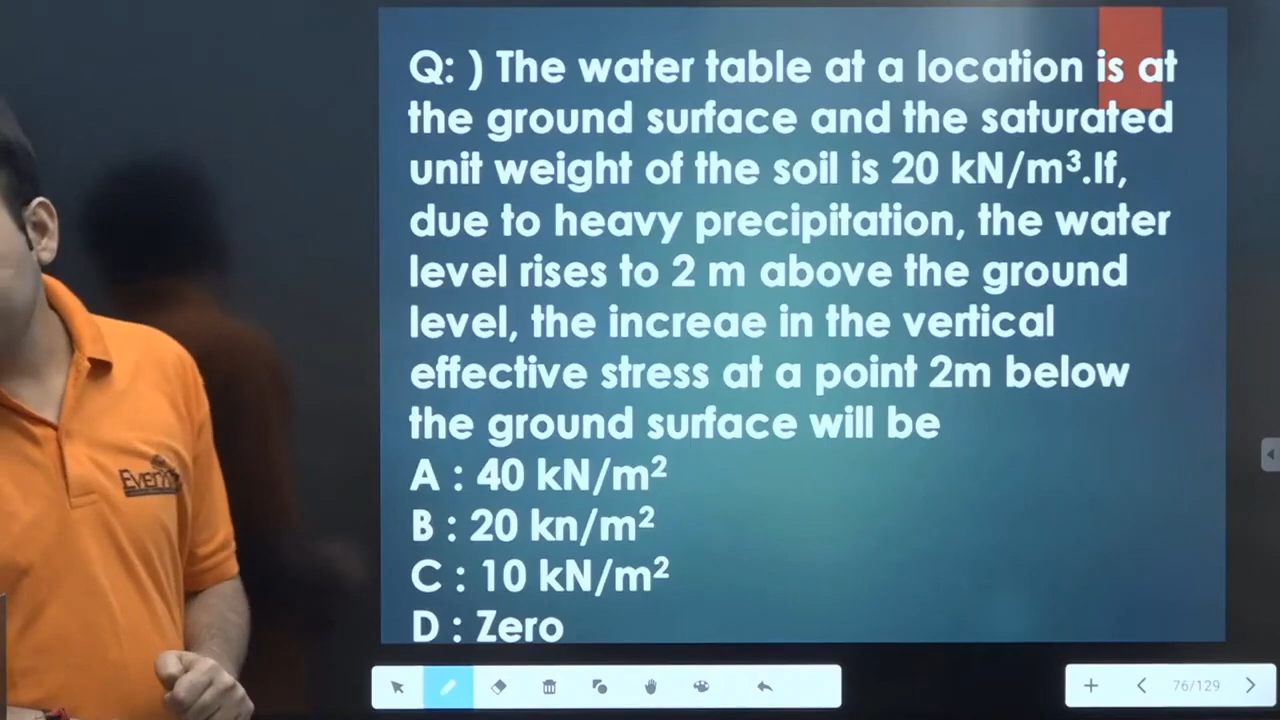 Q: ) The water table at a location is at
the ground surface and the saturated
unit weight of the soil is 20 kN/m³.If,
due to heavy precipitation, the water
level rises to 2 m above the ground
level, the increae in the vertical
effective stress at a point 2m below
the ground surface will be
A : 40 kN/m²
B : 20 kn/m²
C : 10 kN/m²
D : Zero
76/129